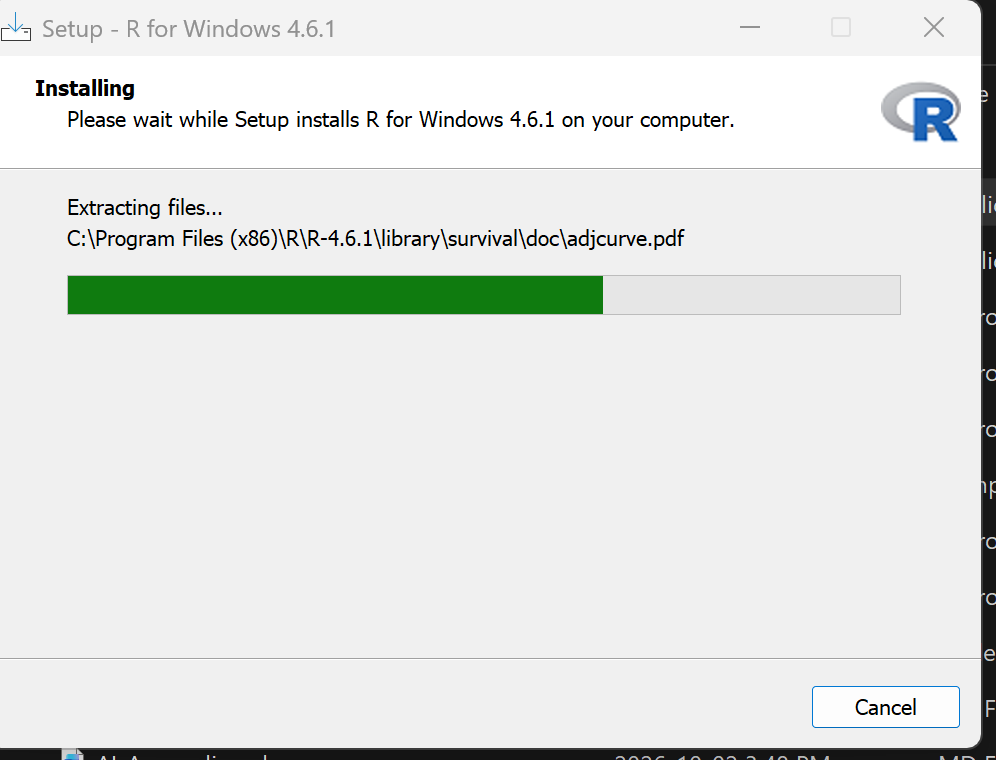 Setup - R for Windows 4.6.1
Installing
Please wait while Setup installs R for Windows 4.6.1 on your computer.
R
Extracting files...
C:\Program Files (x86)\R\R-4.6.1\library\survival\doc\adjcurve.pdf
Cancel